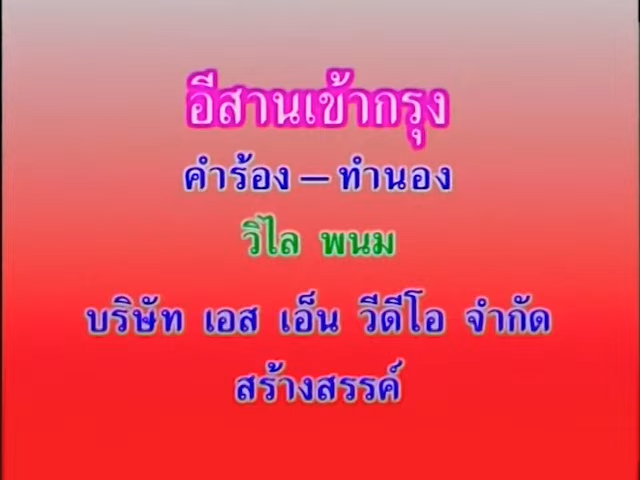 อีสานเข้ากรุง
คำร้อง – ทำนอง
วิไล พนม
บริษัท เอส เอ็น วีดีโอ จำกัด
สร้างสรรค์